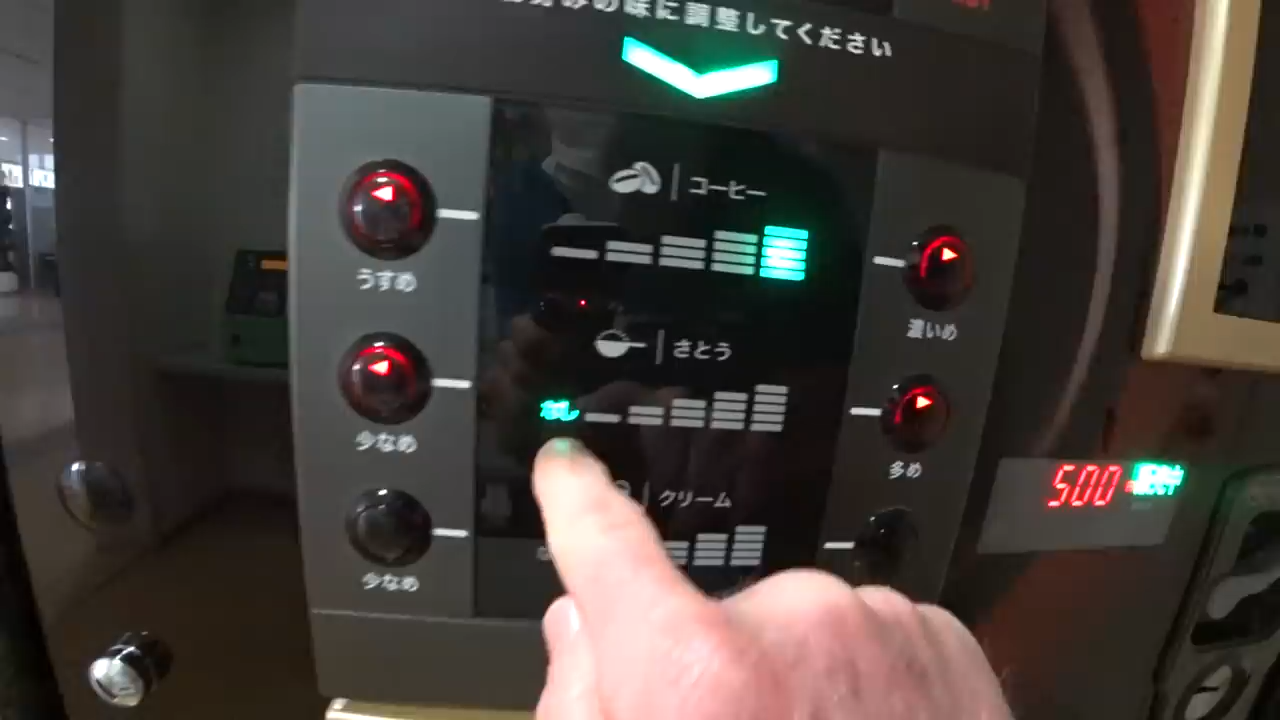 みの味に調整してください
コーヒー
うすめ
濃いめ
さとう
なし
少なめ
多め
500
クリーム
少なめ